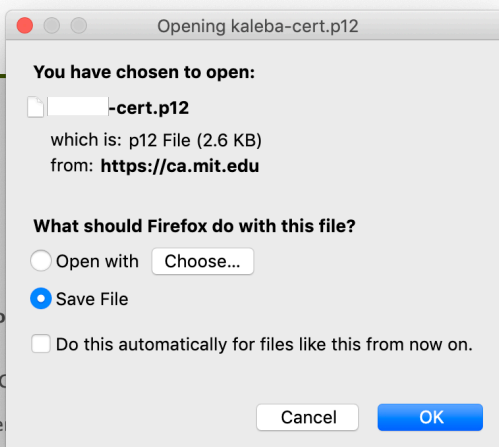 Opening kaleba-cert.p12
You have chosen to open:
-cert.p12
which is: p12 File (2.6 KB)
from: https://ca.mit.edu
What should Firefox do with this file?
Open with Choose...
Save File
Do this automatically for files like this from now on.
Cancel OK